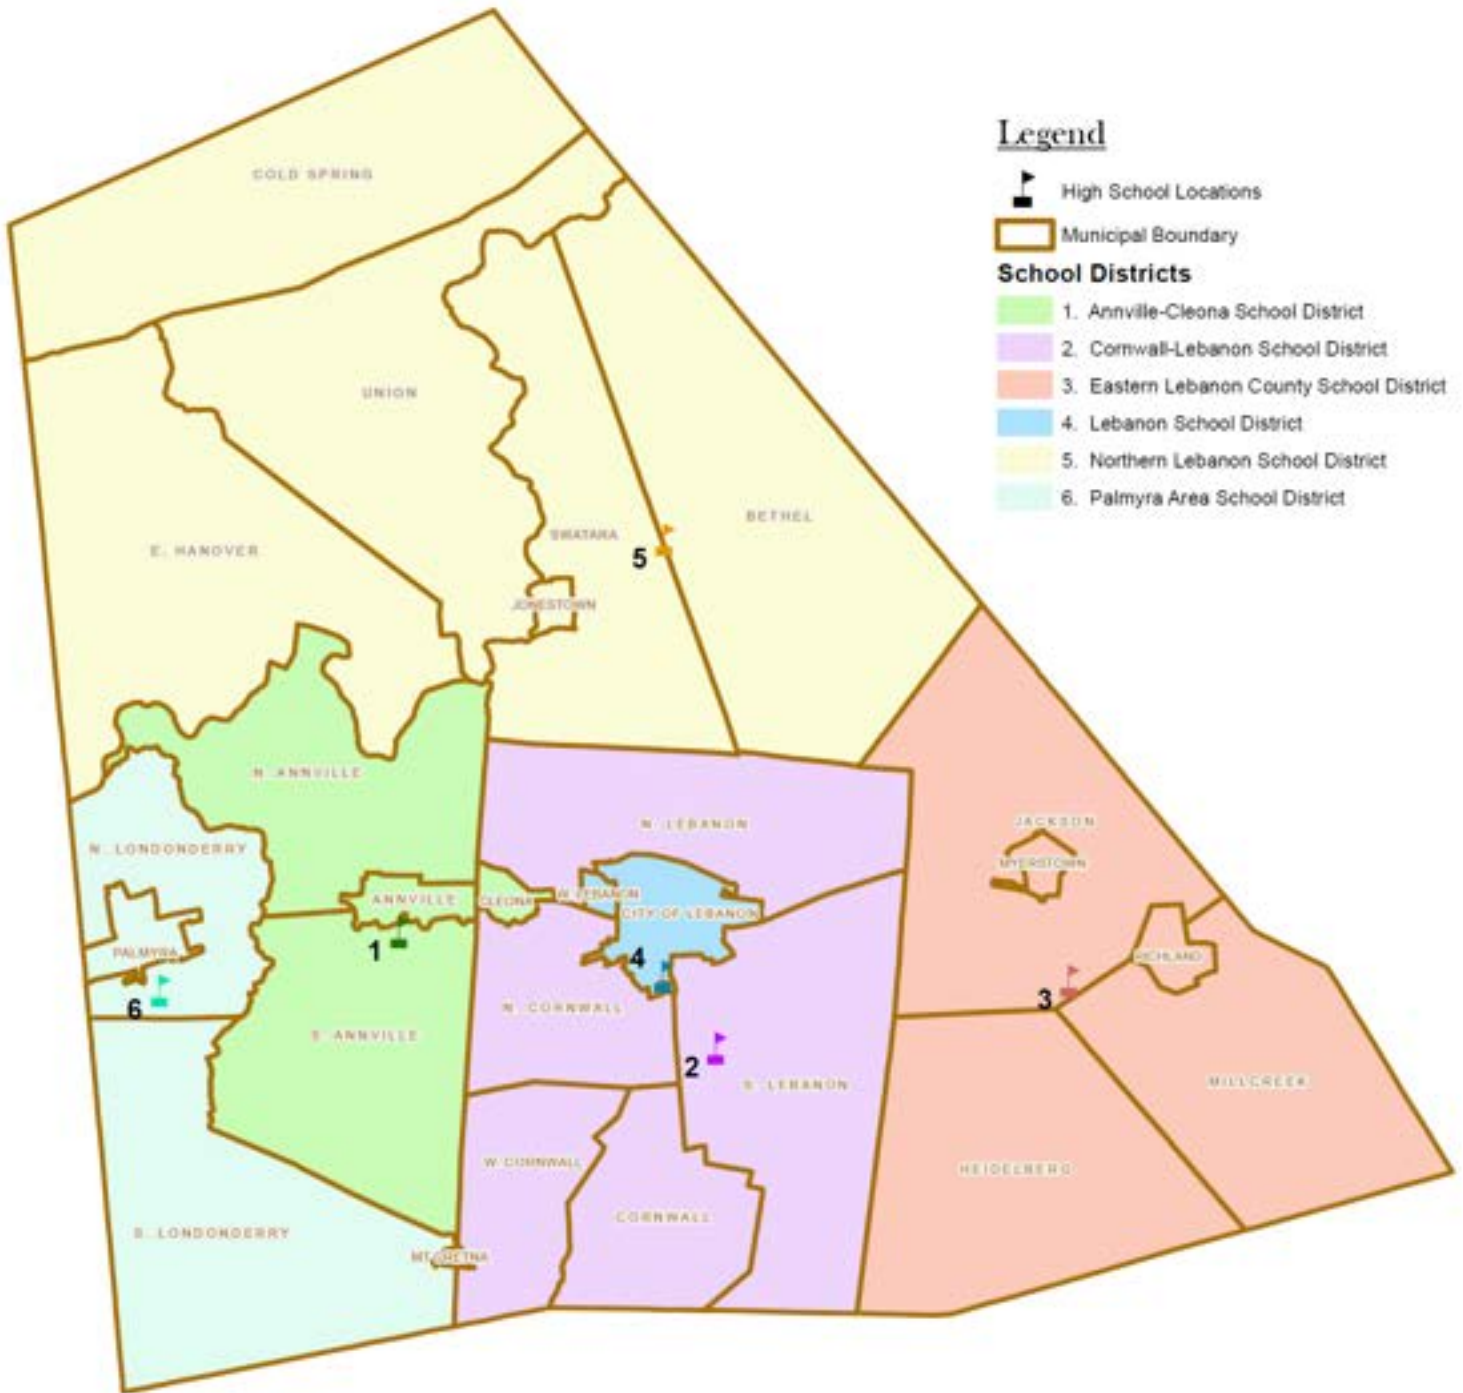 Legend
High School Locations
Municipal Boundary
School Districts
1. Annville-Cleona School District
2. Cornwall-Lebanon School District
3. Eastern Lebanon County School District
4. Lebanon School District
5. Northern Lebanon School District
6. Palmyra Area School District
COLD SPRING
UNION
BETHEL
SWATARA
E. HANOVER
5
JONESTOWN
N. ANNVILLE
N. LEBANON
JACKSON
N. LONDONDERRY
MYERSTOWN
ANNVILLE
CLEONA
W. LEBANON
CITY OF LEBANON
1
PALMYRA
4
RICHLAND
6
3
N. CORNWALL
S. ANNVILLE
2
S. LEBANON
MILLCREEK
W. CORNWALL
HEIDELBERG
CORNWALL
S. LONDONDERRY
MT. GRETNA